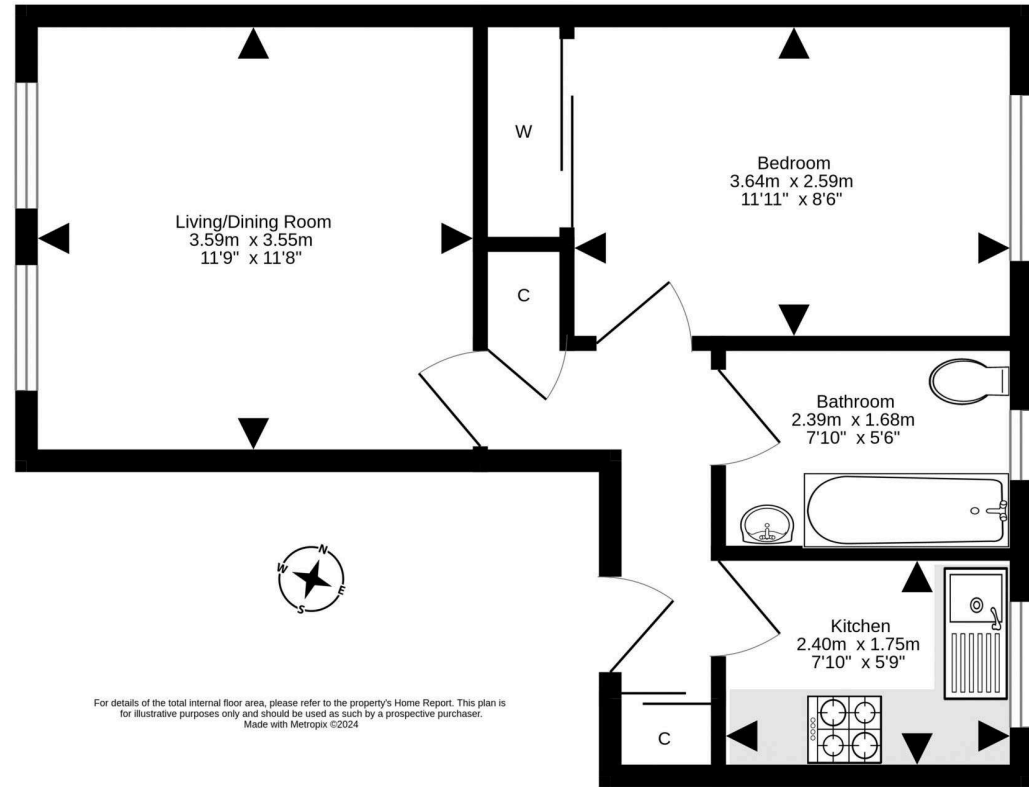 W
Bedroom
3.64m x 2.59m
11'11" x 8'6"
Living/Dining Room
3.59m x 3.55m
11'9" x 11'8"
C
Bathroom
2.39m x 1.68m
7'10" x 5'6"
N
W
E
S
Kitchen
2.40m x 1.75m
7'10" x 5'9"
C
For details of the total internal floor area, please refer to the property's Home Report. This plan is
for illustrative purposes only and should be used as such by a prospective purchaser.
Made with Metropix ©2024